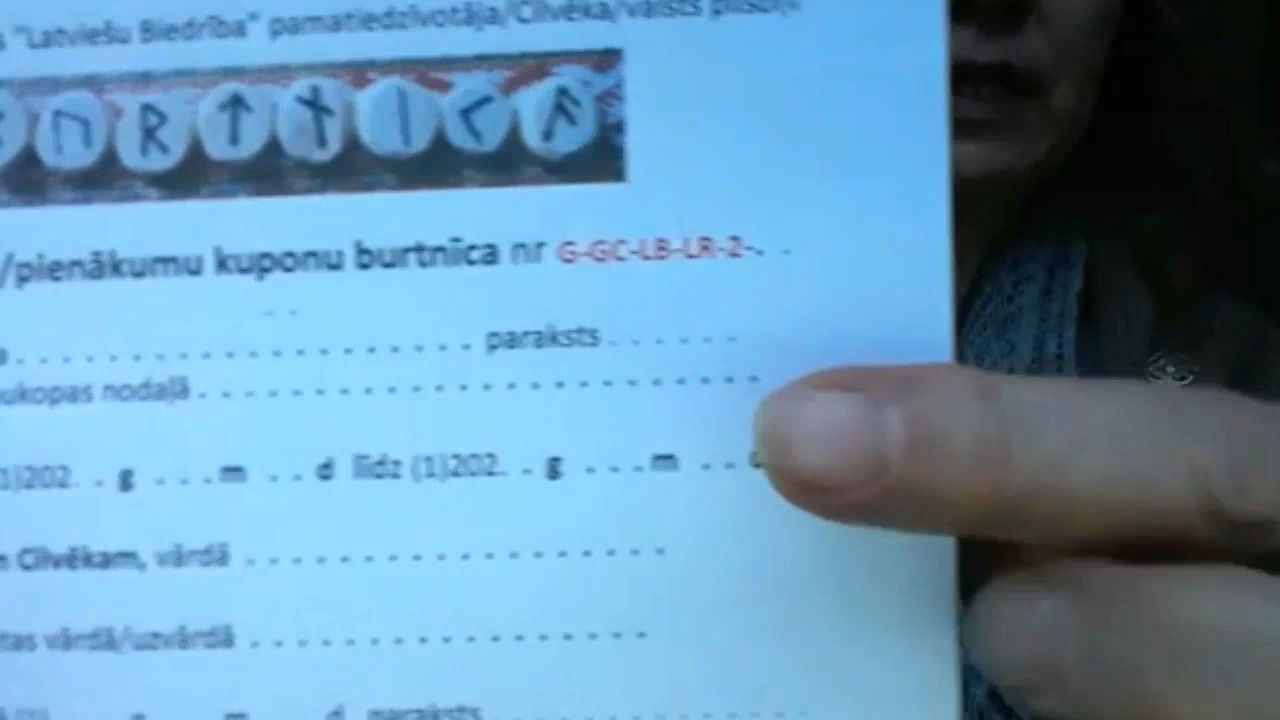 "Latviešu Biedrība" pamatiedzīvotāja/Cilvēka/valsts
ᚢ ᚱ ᛏ ᚾ ᛁ ᚲ ᚨ
/pienākumu kuponu burtnīca nr G-GC-LB-LR-2-. .
. . . . . . . . . . . . . . . . . . . . paraksts . . . . . .
nodaļā . . . . . . . . . . . . . . . . . . . . . . . . . . . . . .
1)202. . g . . . m . . d līdz (1)202. . g . . . m . .
Cilvēkam, vārdā . . . . . . . . . . . . . . . . . . . . . .
vārdā/uzvārdā . . . . . . . . . . . . . . . . . . . . .
g m d paraksts